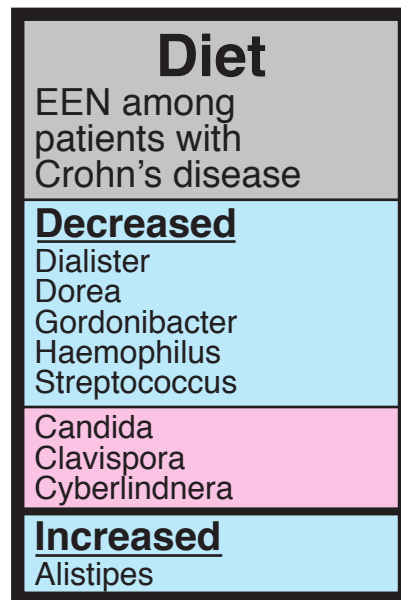 Diet
EEN among
patients with
Crohn’s disease
Decreased
Dialister
Dorea
Gordonibacter
Haemophilus
Streptococcus
Candida
Clavispora
Cyberlindnera
Increased
Alistipes